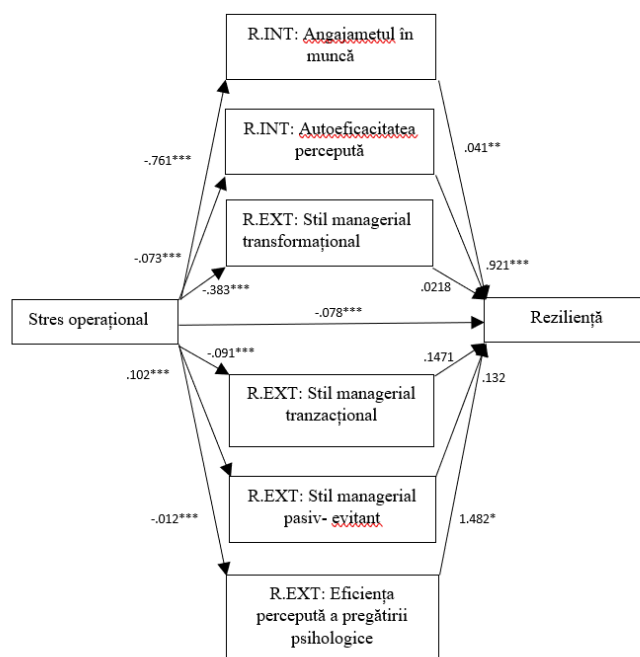 R.INT: Angajametul în
muncă
R.INT: Autoeficacitatea
percepută
-.761***
.041**
R.EXT: Stil managerial
transformațional
-.073***
.921***
-.383***
.0218
Stres operațional
-.078***
Reziliență
-.091***
.1471
.102***
.132
R.EXT: Stil managerial
tranzacțional
R.EXT: Stil managerial
pasiv- evitant
-.012***
1.482*
R.EXT: Eficiența
percepută a pregătirii
psihologice